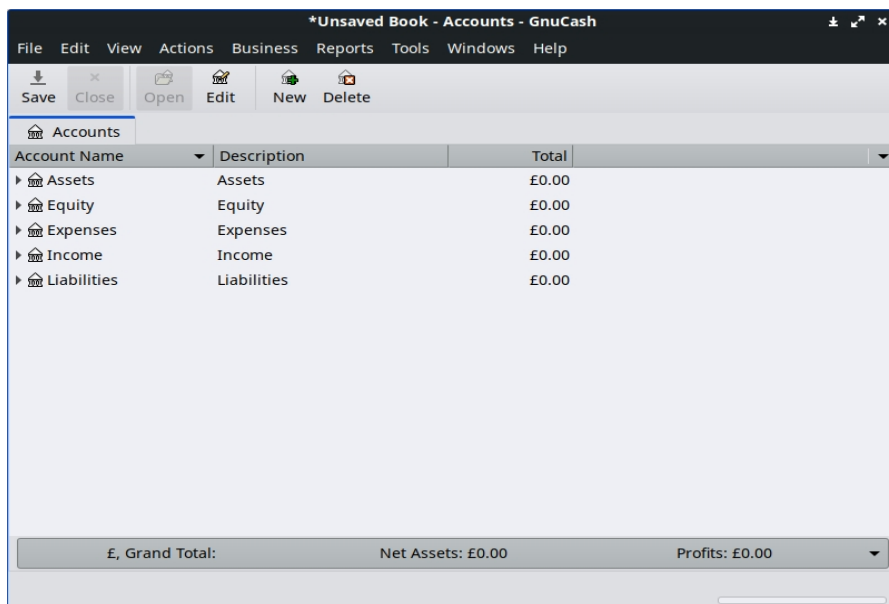 *Unsaved Book - Accounts - GnuCash
File Edit View Actions Business Reports Tools Windows Help
Save Close Open Edit New Delete
Accounts
Account Name Description Total
Assets Assets £0.00
Equity Equity £0.00
Expenses Expenses £0.00
Income Income £0.00
Liabilities Liabilities £0.00
£, Grand Total: Net Assets: £0.00 Profits: £0.00